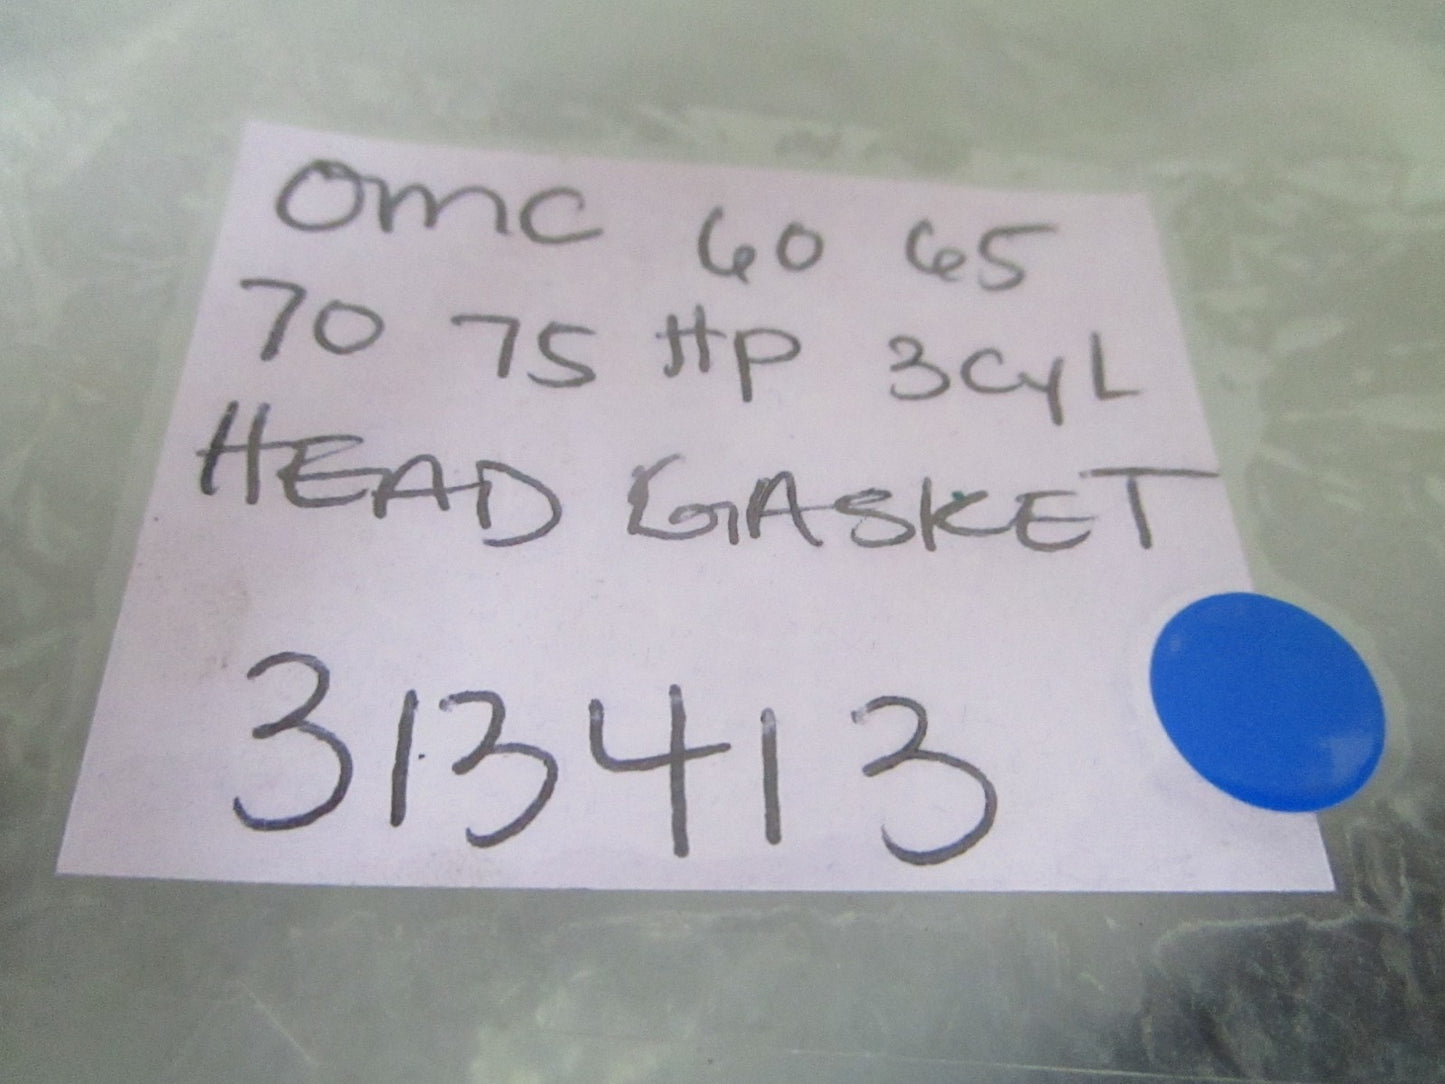 OMC 60 65
70 75 HP 3CYL
HEAD GASKET
313413